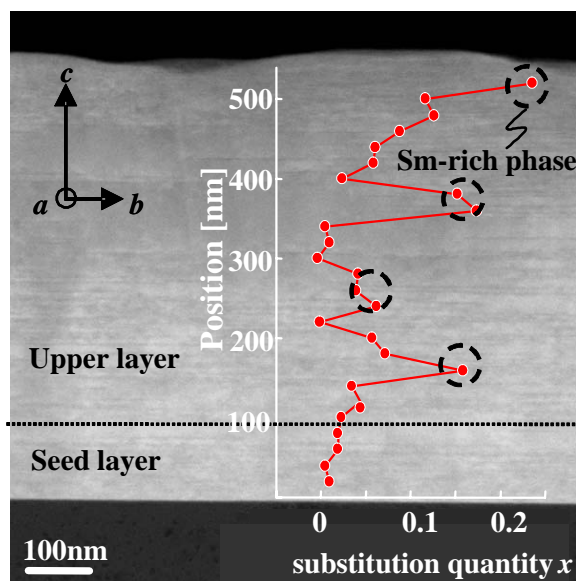 c
a
b
500
400
300
200
100
Position [nm]
Sm-rich phase
Upper layer
Seed layer
0
0.1
0.2
substitution quantity x
100nm